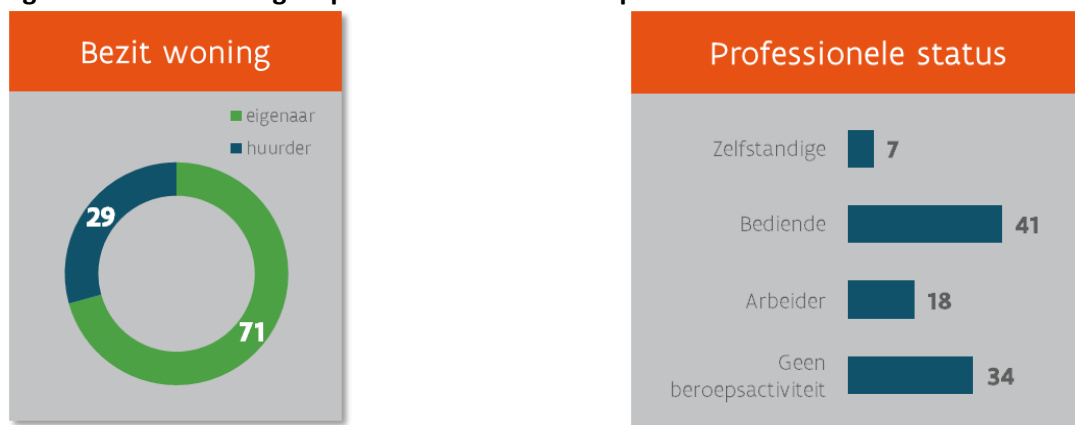 Bezit woning
eigenaar
huurder
29
71
Professionele status
Zelfstandige 7
Bediende 41
Arbeider 18
Geen
beroepsactiviteit 34